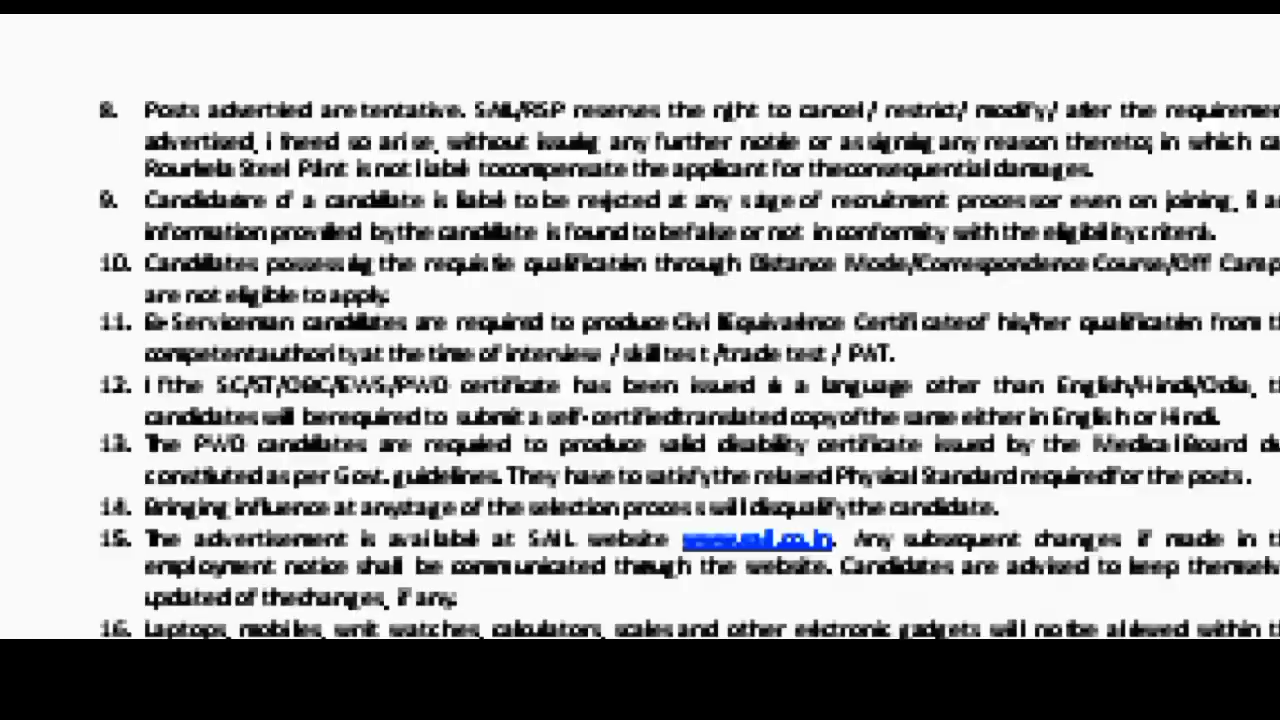 8. Posts advertised are tentative. SAIL/RSP reserves the right to cancel/ restrict/ modify/ alter the requiremen
advertised, if need so arise, without issuing any further notice or assigning any reason thereto; in which ca
Rourkela Steel Plant is not liable to compensate the applicant for the consequential damages.
9. Candidature of a candidate is liable to be rejected at any stage of recruitment process or even on joining, if an
information provided by the candidate is found to be false or not in conformity with the eligibility criteria.
10. Candidates possessing the requisite qualification through Distance Mode/Correspondence Course/Off Camp
are not eligible to apply.
11. Ex-Serviceman candidates are required to produce Civil Equivalence Certificate of his/her qualification from th
competent authority at the time of interview / skill test /trade test / PAT.
12. If the SC/ST/OBC/EWS/PWD certificate has been issued in a language other than English/Hindi/Odia, th
candidates will be required to submit a self-certified translated copy of the same either in English or Hindi.
13. The PWD candidates are required to produce valid disability certificate issued by the Medical Board du
constituted as per Govt. guidelines. They have to satisfy the relaxed Physical Standard required for the posts.
14. Bringing influence at any stage of the selection process will disqualify the candidate.
15. The advertisement is available at SAIL website www.sail.co.in. Any subsequent changes if made in th
employment notice shall be communicated through the website. Candidates are advised to keep themselv
updated of the changes, if any.
16. Laptops, mobiles, unit watches, calculators, scales and other electronic gadgets will not be allowed within th